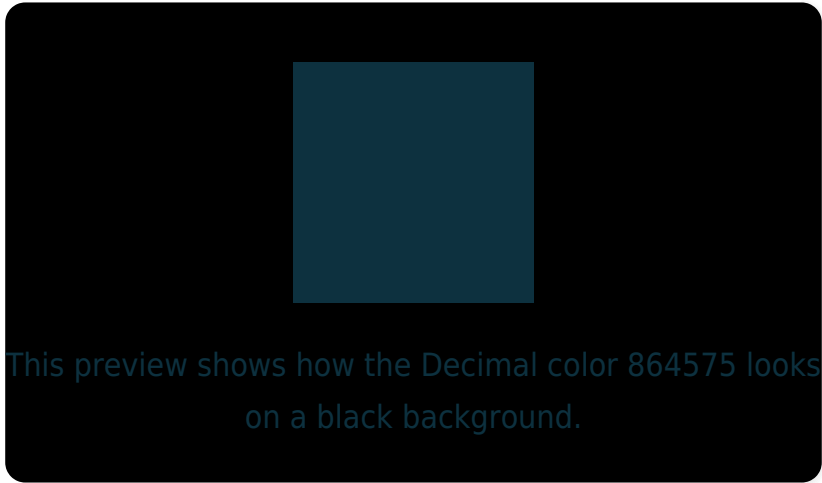 This preview shows how the Decimal color 864575 looks
on a black background.